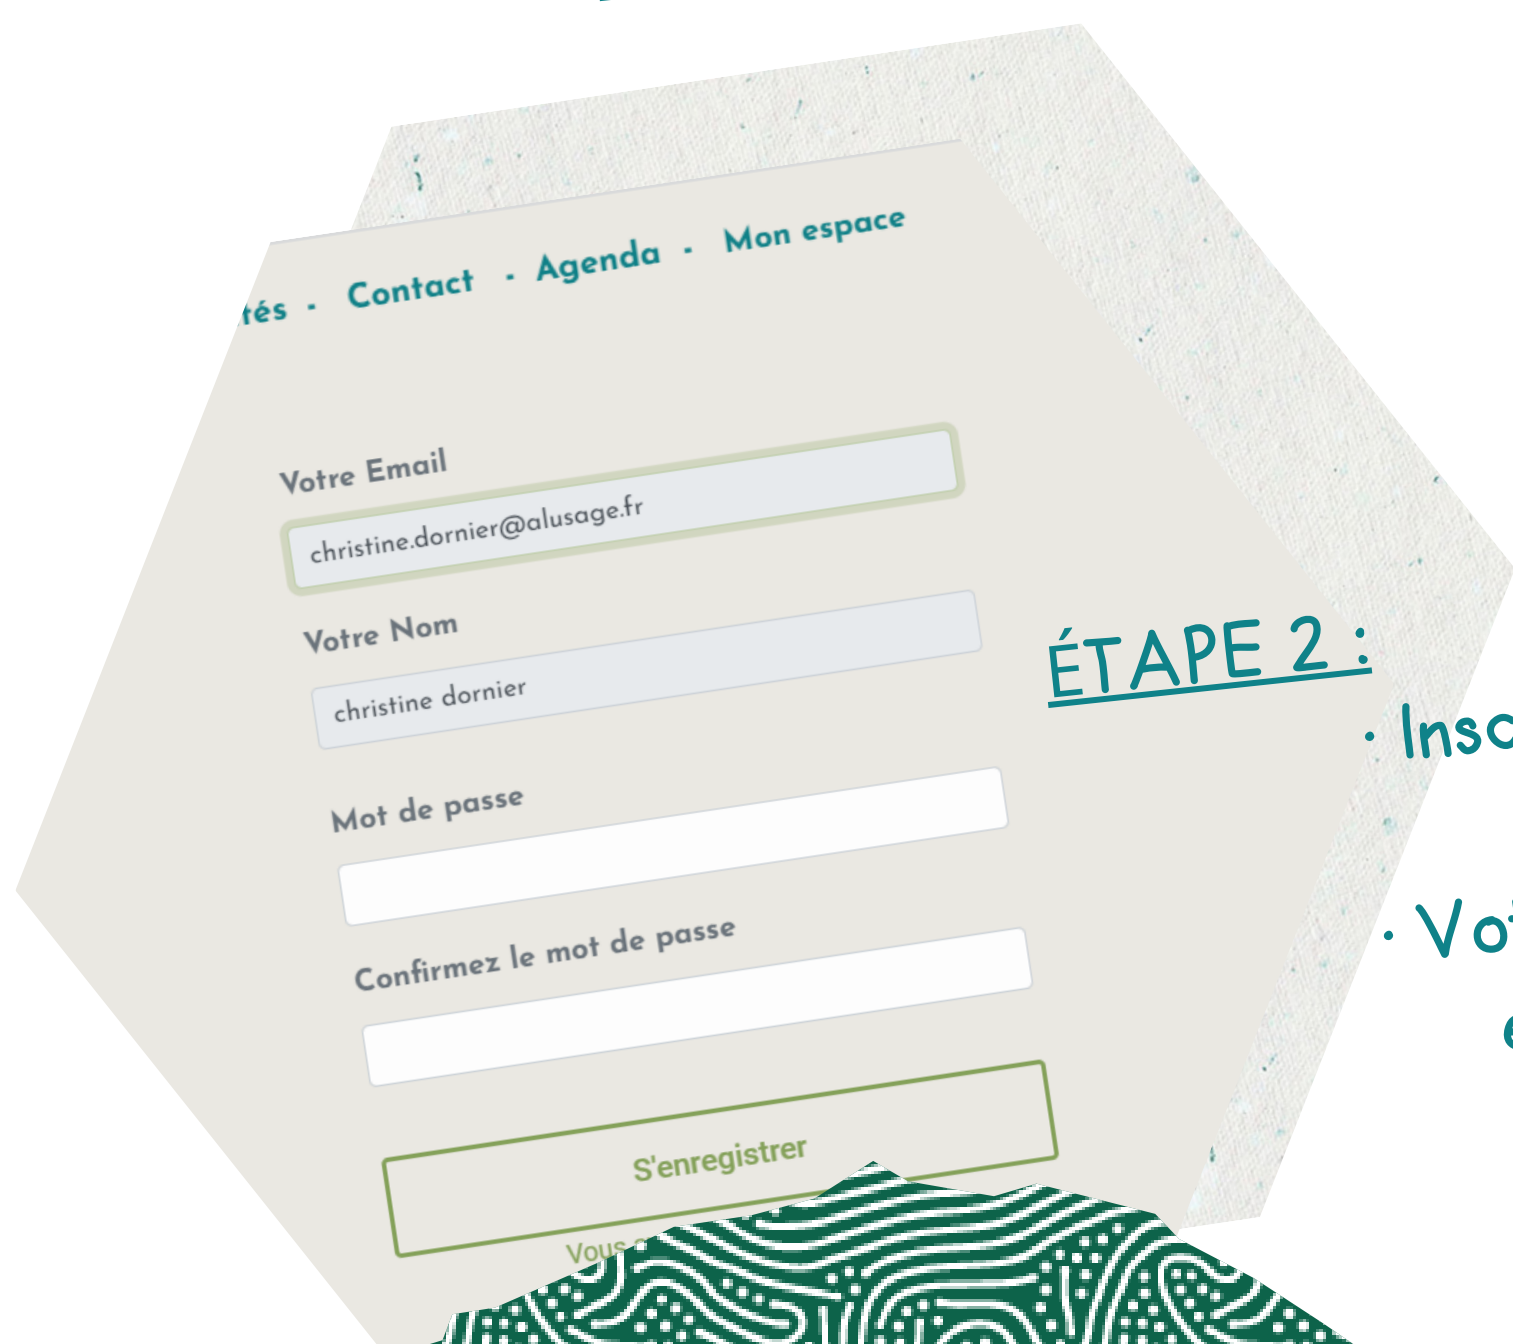 Contact - Agenda - Mon espace
Votre Email
christine.dornier@alusage.fr
Votre Nom
christine dornier
ÉTAPE 2 :
Mot de passe
Confirmez le mot de passe
S'enregistrer
Vous